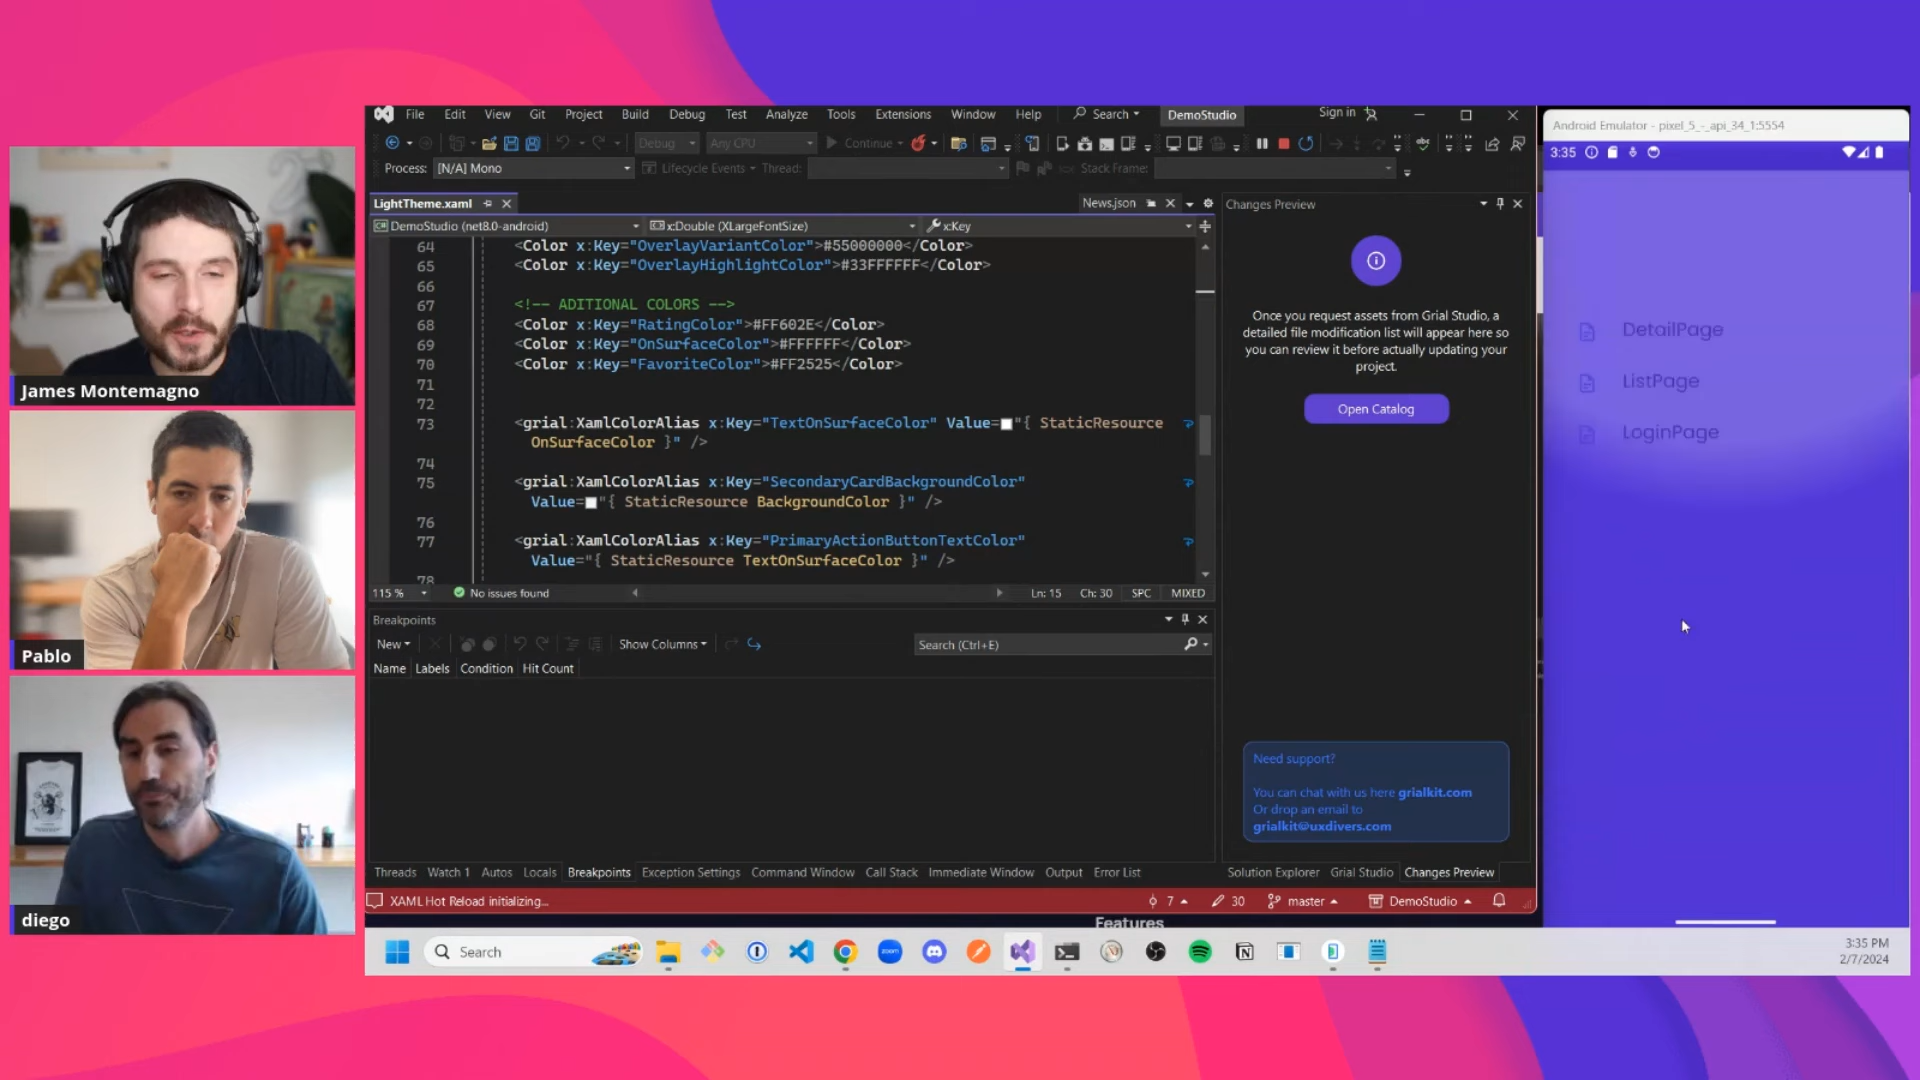 James Montemagno
Pablo
diego
File Edit View Git Project Build Debug Test Analyze Tools Extensions Window Help Search DemoStudio Sign in
Debug Any CPU Continue
Process: [N/A] Mono Lifecycle Events Thread: Stack Frame:
LightTheme.xaml News.json
DemoStudio (net8.0-android) x:Double (XLargeFontSize) x:Key
64 <Color x:Key="OverlayVariantColor">#55000000</Color>
65 <Color x:Key="OverlayHighlightColor">#33FFFFFF</Color>
66
67 <!-- ADITIONAL COLORS -->
68 <Color x:Key="RatingColor">#FF602E</Color>
69 <Color x:Key="OnSurfaceColor">#FFFFFF</Color>
70 <Color x:Key="FavoriteColor">#FF2525</Color>
71
72
73 <grial:XamlColorAlias x:Key="TextOnSurfaceColor" Value="{ StaticResource
OnSurfaceColor }" />
74
75 <grial:XamlColorAlias x:Key="SecondaryCardBackgroundColor"
Value="{ StaticResource BackgroundColor }" />
76
77 <grial:XamlColorAlias x:Key="PrimaryActionButtonTextColor"
Value="{ StaticResource TextOnSurfaceColor }" />
78
115 % No issues found Ln: 15 Ch: 30 SPC MIXED
Breakpoints
New Show Columns Search (Ctrl+E)
Name Labels Condition Hit Count
Threads Watch 1 Autos Locals Breakpoints Exception Settings Command Window Call Stack Immediate Window Output Error List
Changes Preview
Once you request assets from Grial Studio, a
detailed file modification list will appear here so
you can review it before actually updating your
project.
Open Catalog
Need support?
You can chat with us here grialkit.com
Or drop an email to
grialkit@uxdivers.com
Solution Explorer Grial Studio Changes Preview
XAML Hot Reload initializing... 7 30 master DemoStudio
Features
Android Emulator - pixel_5_-_api_34_1:5554
3:35
DetailPage
ListPage
LoginPage
Search
zoom
3:35 PM
2/7/2024